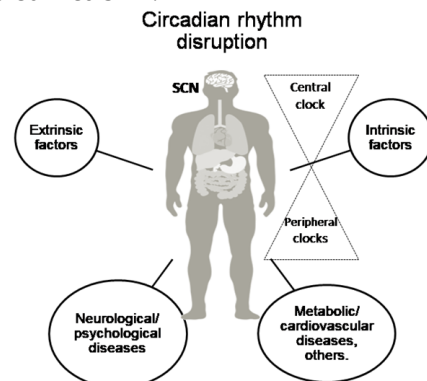 Circadian rhythm
disruption
SCN
Central
clock
Extrinsic
factors
Intrinsic
factors
Peripheral
clocks
Neurological/
psychological
diseases
Metabolic/
cardiovascular
diseases,
others.